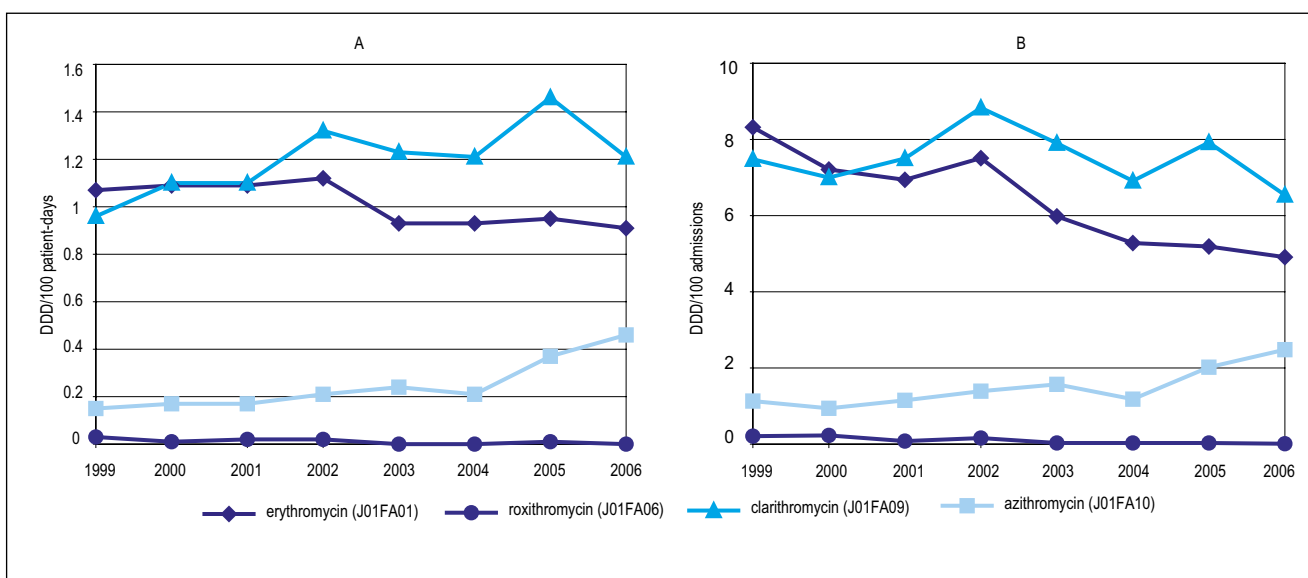 A
B
DDD/100 patient-days
1.6
1.4
1.2
1
0.8
0.6
0.4
0.2
0
1999 2000 2001 2002 2003 2004 2005 2006
DDD/100 admissions
10
8
6
4
2
0
1999 2000 2001 2002 2003 2004 2005 2006
erythromycin (J01FA01) roxithromycin (J01FA06) clarithromycin (J01FA09) azithromycin (J01FA10)